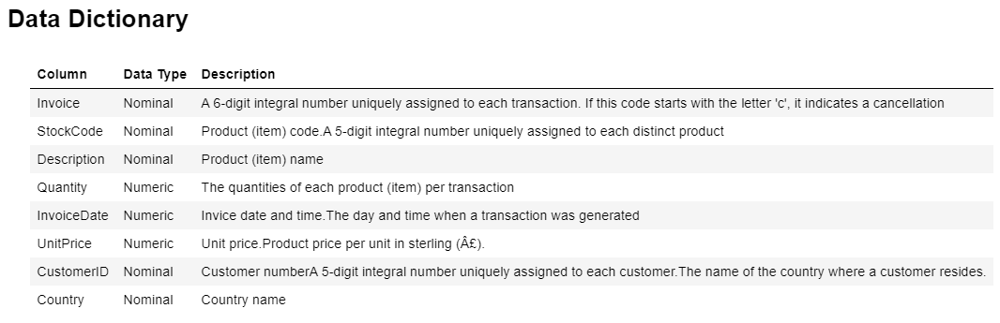 Data Dictionary
Column Data Type Description
Invoice Nominal A 6-digit integral number uniquely assigned to each transaction. If this code starts with the letter 'c', it indicates a cancellation
StockCode Nominal Product (item) code.A 5-digit integral number uniquely assigned to each distinct product
Description Nominal Product (item) name
Quantity Numeric The quantities of each product (item) per transaction
InvoiceDate Numeric Invice date and time.The day and time when a transaction was generated
UnitPrice Numeric Unit price.Product price per unit in sterling (Â£).
CustomerID Nominal Customer numberA 5-digit integral number uniquely assigned to each customer.The name of the country where a customer resides.
Country Nominal Country name